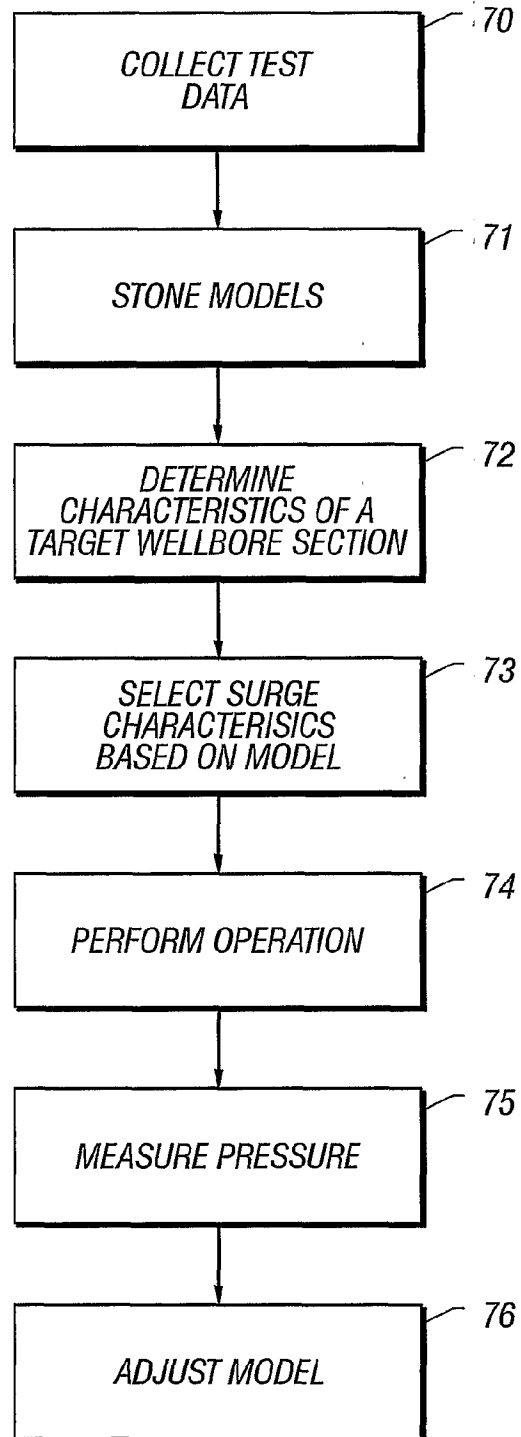 70
COLLECT TEST
DATA
71
STONE MODELS
72
DETERMINE
CHARACTERISTICS OF A
TARGET WELLBORE SECTION
73
SELECT SURGE
CHARACTERISICS
BASED ON MODEL
74
PERFORM OPERATION
75
MEASURE PRESSURE
76
ADJUST MODEL